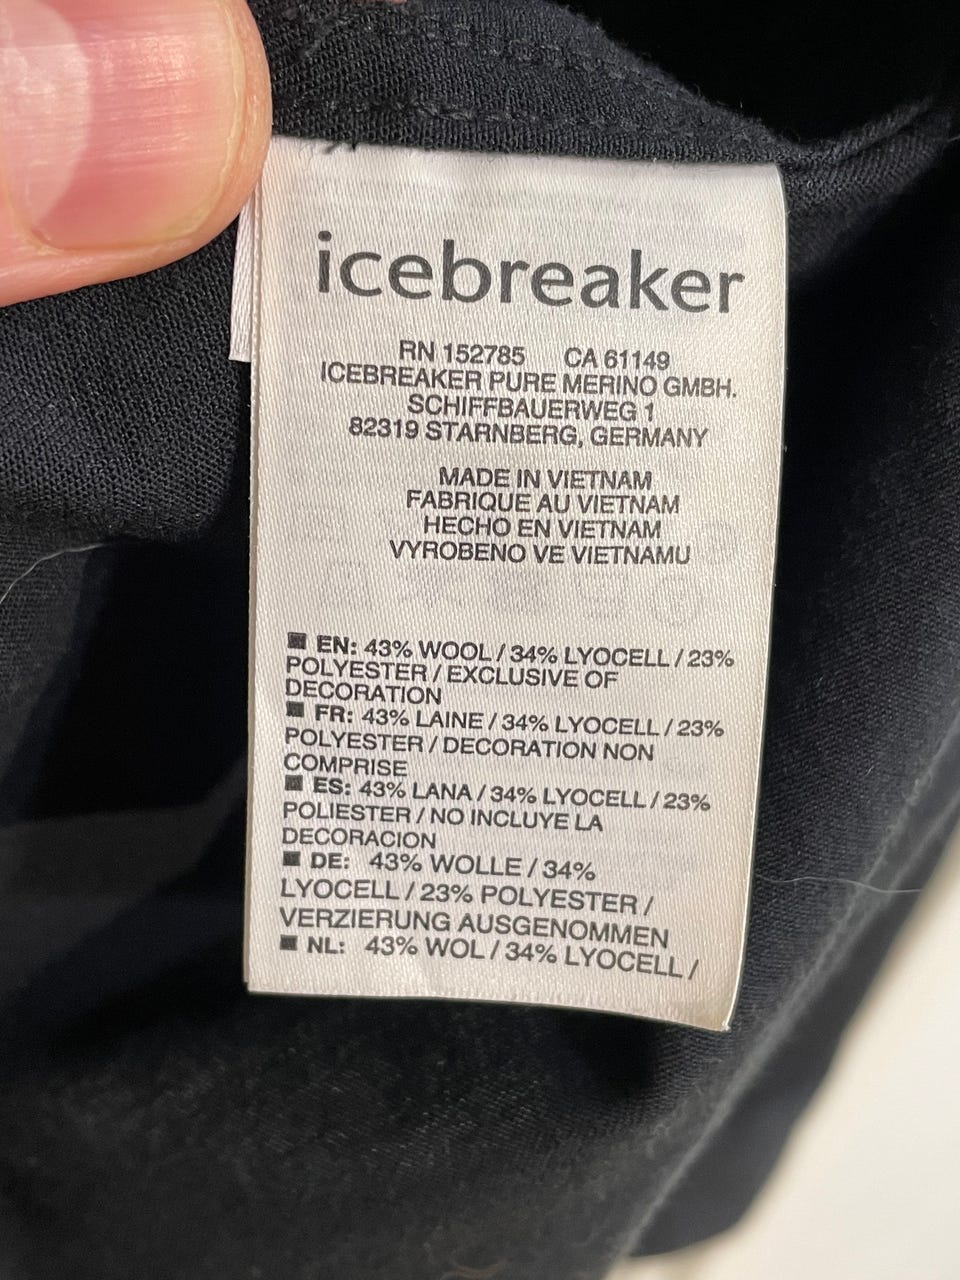 icebreaker
RN 152785 CA 61149
ICEBREAKER PURE MERINO GMBH.
SCHIFFBAUERWEG 1
82319 STARNBERG, GERMANY
MADE IN VIETNAM
FABRIQUE AU VIETNAM
HECHO EN VIETNAM
VYROBENO VE VIETNAMU
■ EN: 43% WOOL / 34% LYOCELL / 23%
POLYESTER / EXCLUSIVE OF
DECORATION
■ FR: 43% LAINE / 34% LYOCELL / 23%
POLYESTER / DECORATION NON
COMPRISE
■ ES: 43% LANA / 34% LYOCELL / 23%
POLIESTER / NO INCLUYE LA
DECORACION
■ DE: 43% WOLLE / 34%
LYOCELL / 23% POLYESTER /
VERZIERUNG AUSGENOMMEN
■ NL: 43% WOL / 34% LYOCELL /